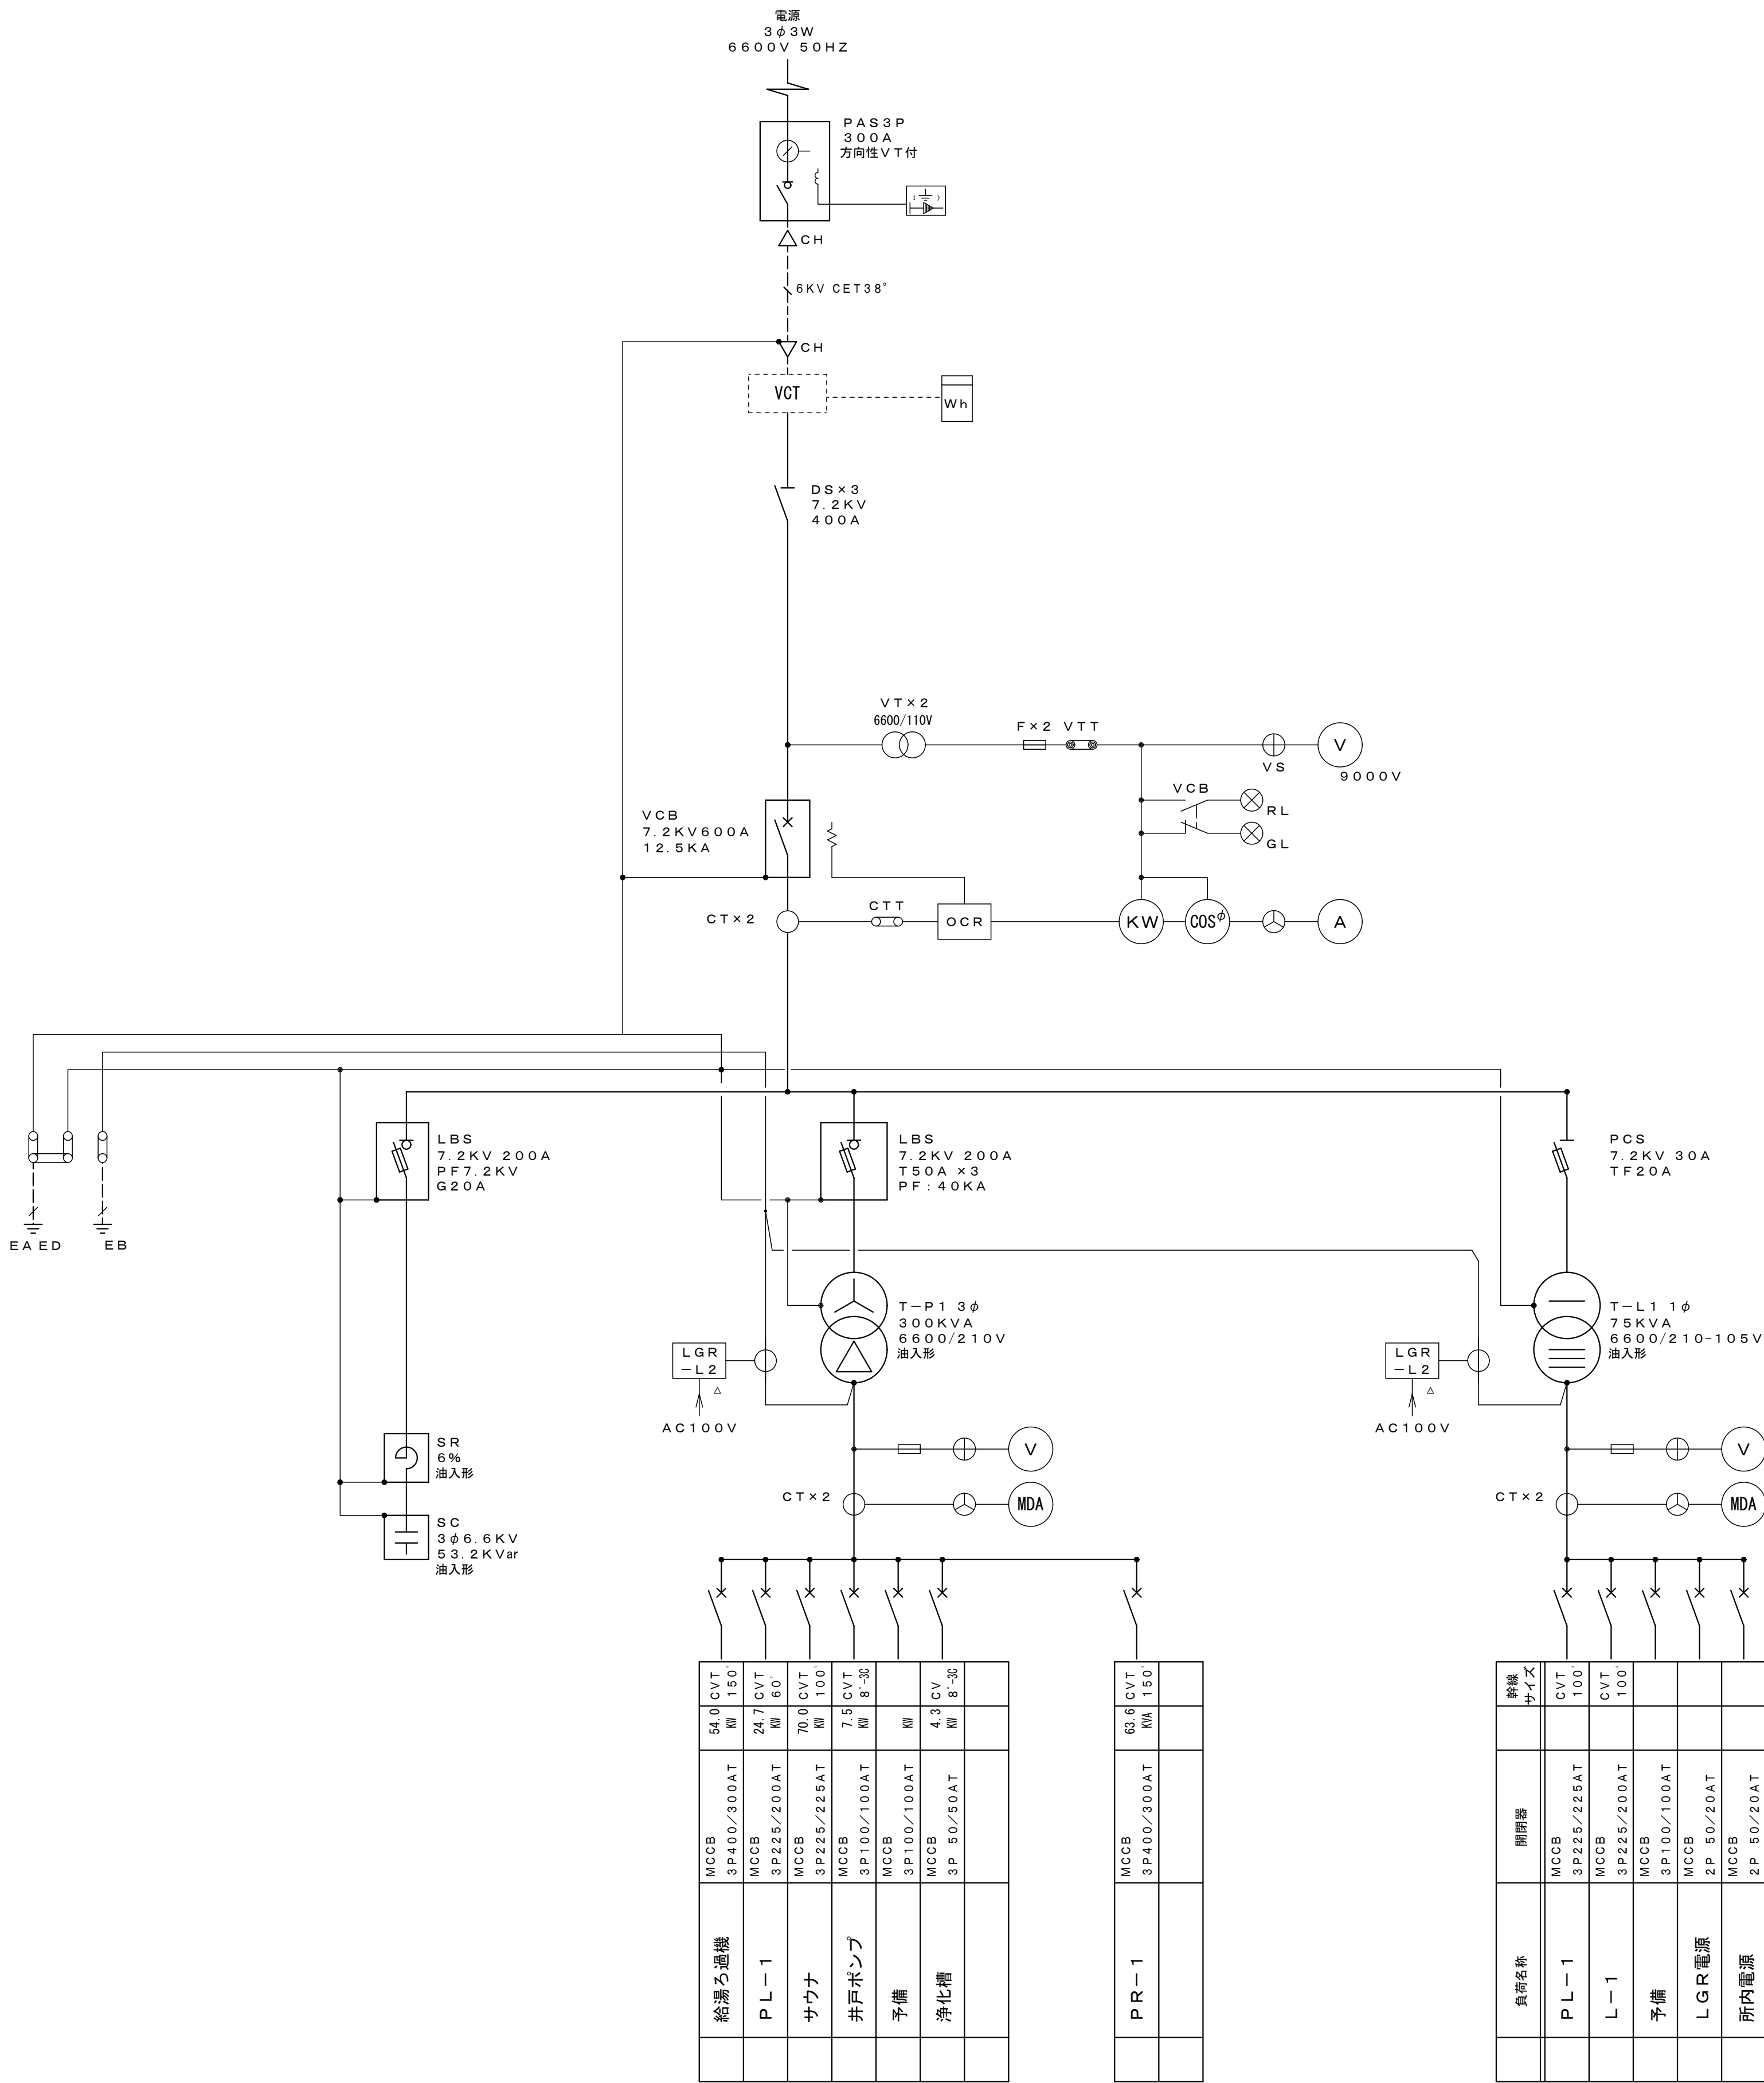 電源
3φ3W
6600V 50HZ
PAS3P
300A
方向性VT付
CH
6KV CET38°
CH
VCT
Wh
DS×3
7.2KV
400A
VT×2
6600/110V
F×2 VTT
VS
V
9000V
VCB
RL
GL
VCB
7.2KV600A
12.5KA
CT×2
CTT
OCR
KW
COSφ
A
LBS
7.2KV 200A
PF7.2KV
G20A
LBS
7.2KV 200A
T50A ×3
PF:40KA
PCS
7.2KV 30A
TF20A
EA ED
EB
T-P1 3φ
300KVA
6600/210V
油入形
T-L1 1φ
75KVA
6600/210-105V
油入形
LGR
-L2
△
AC100V
LGR
-L2
△
AC100V
SR
6%
油入形
V
V
CT×2
MDA
CT×2
MDA
SC
3φ6.6KV
53.2KVar
油入形
給湯ろ過機
MCCB
3P400/300AT
54.0
KW
CVT
150°
PL-1
MCCB
3P225/200AT
24.7
KW
CVT
60°
サウナ
MCCB
3P225/225AT
70.0
KW
CVT
100°
井戸ポンプ
MCCB
3P100/100AT
7.5
KW
CVT
8°-3C
予備
MCCB
3P100/100AT
KW
浄化槽
MCCB
3P 50/50AT
4.3
KW
CV
8°-3C
PR-1
MCCB
3P400/300AT
63.6
KVA
CVT
150°
負荷名称
開閉器
幹線
サイズ
PL-1
MCCB
3P225/225AT
CVT
100°
L-1
MCCB
3P225/200AT
CVT
100°
予備
MCCB
3P100/100AT
LGR電源
MCCB
2P 50/20AT
所内電源
MCCB
2P 50/20AT